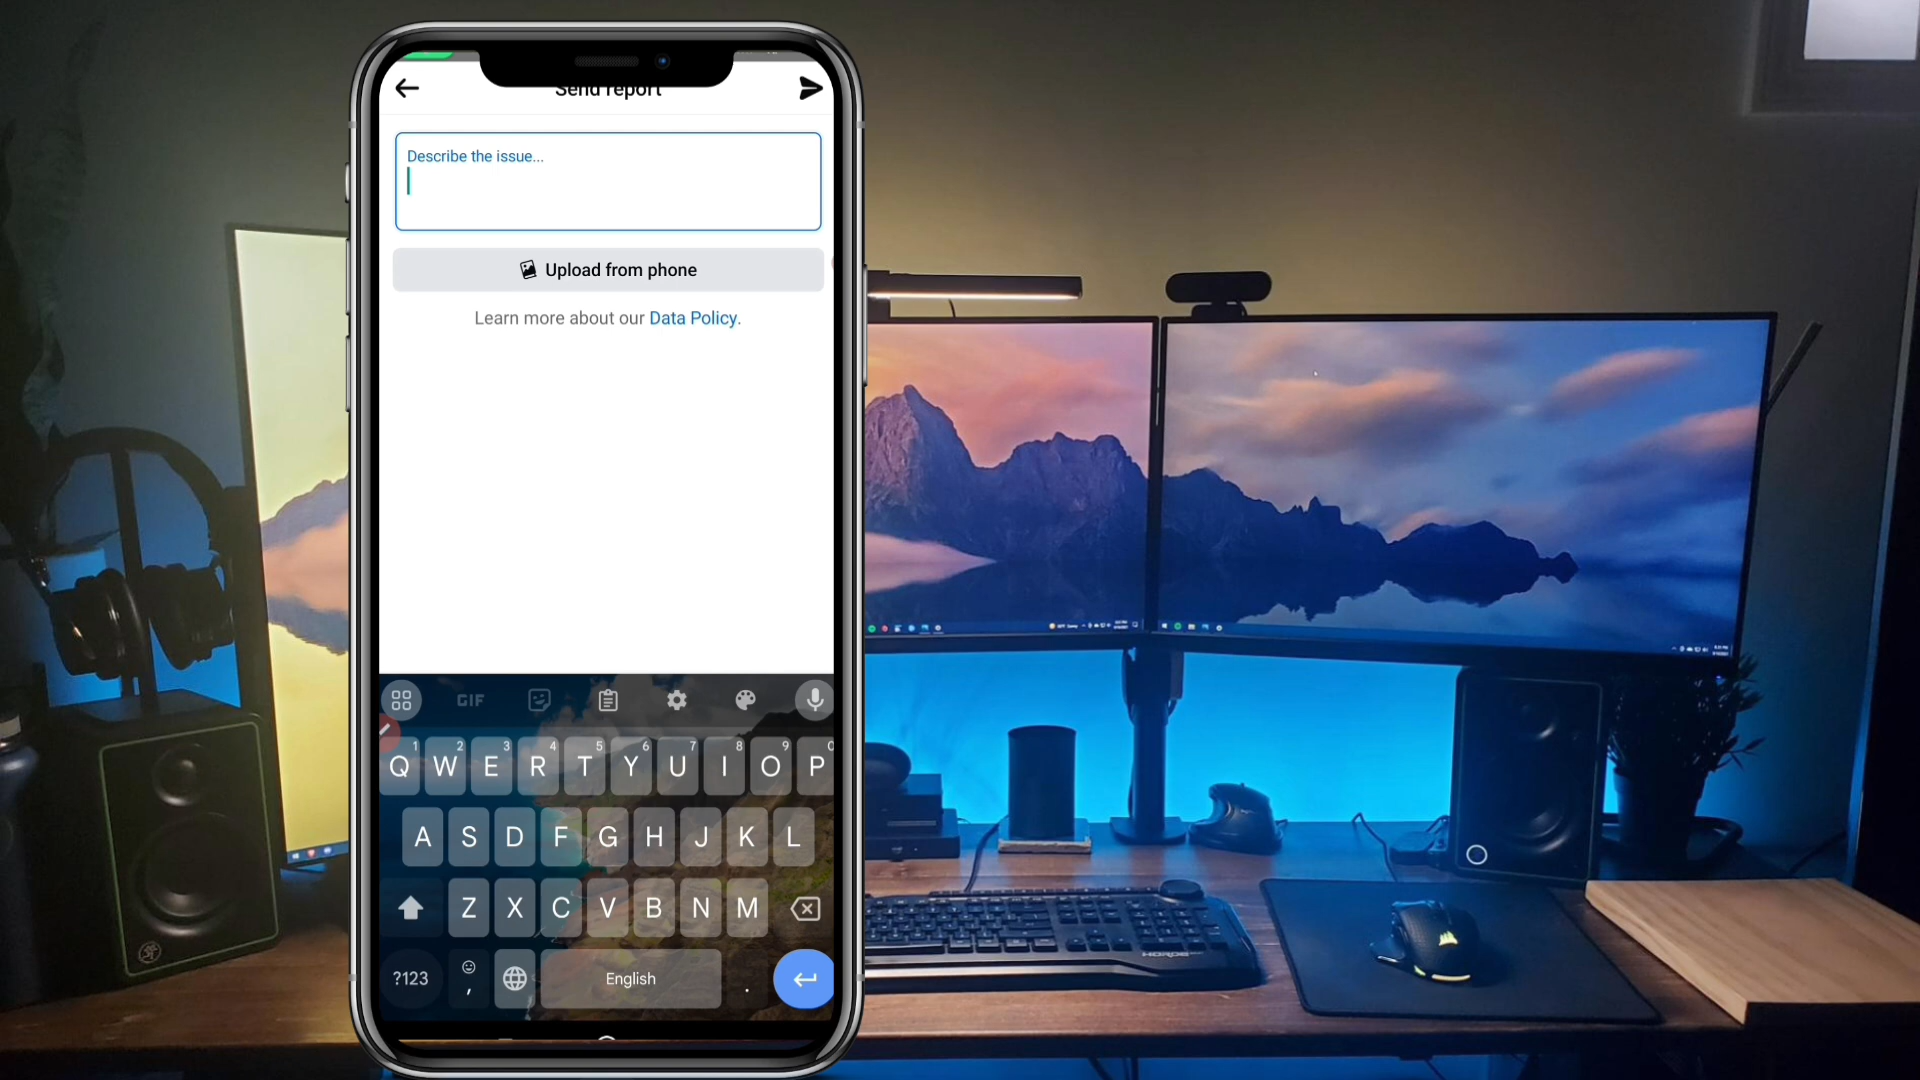 Send report
Describe the issue...
Upload from phone
Learn more about our Data Policy.
GIF
1 2 3 4 5 6 7 8 9 0
Q W E R T Y U I O P
A S D F G H J K L
Z X C V B N M
?123 , English .